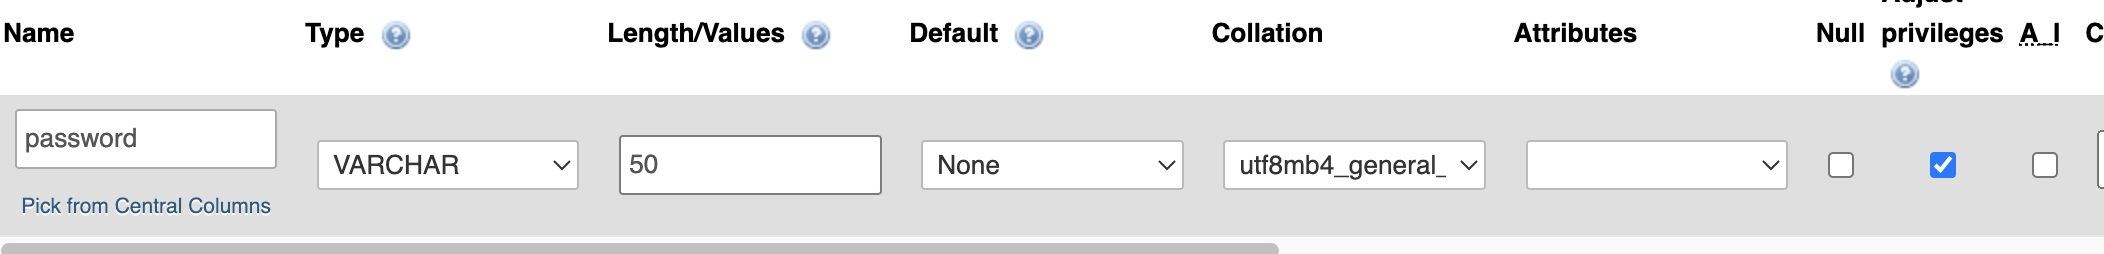 Name Type Length/Values Default Collation Attributes Null privileges A_I
password
VARCHAR 50 None utf8mb4_general_
Pick from Central Columns